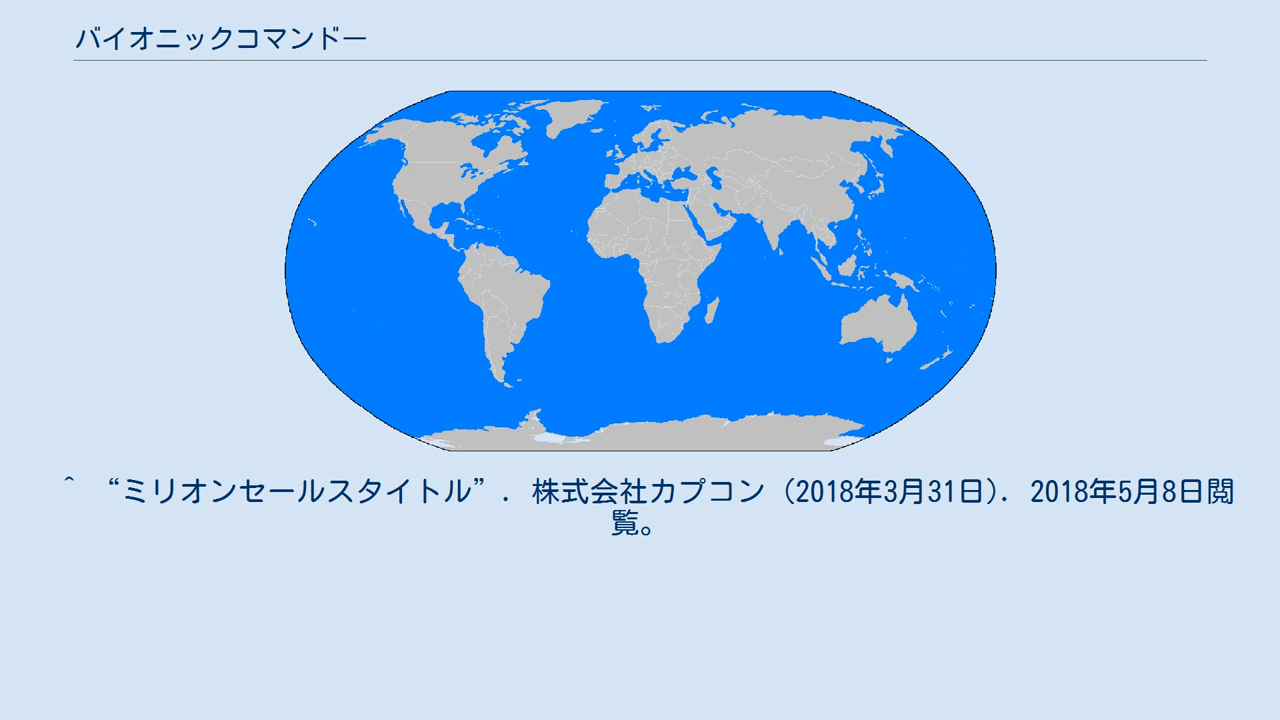 バイオニックコマンドー
^ “ミリオンセールスタイトル”. 株式会社カプコン (2018年3月31日). 2018年5月8日閲
覧。